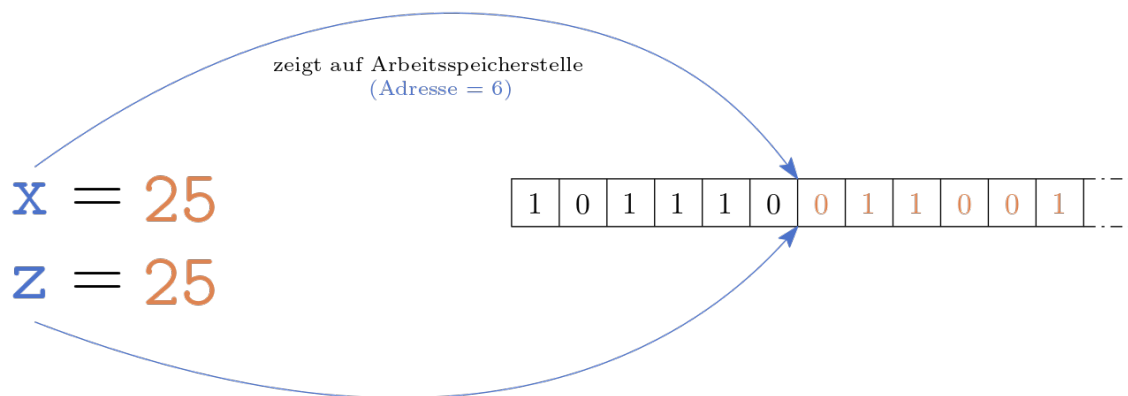 zeigt auf Arbeitsspeicherstelle
(Adresse = 6)
x = 25
1 0 1 1 1 0 0 1 1 0 0 1
z = 25